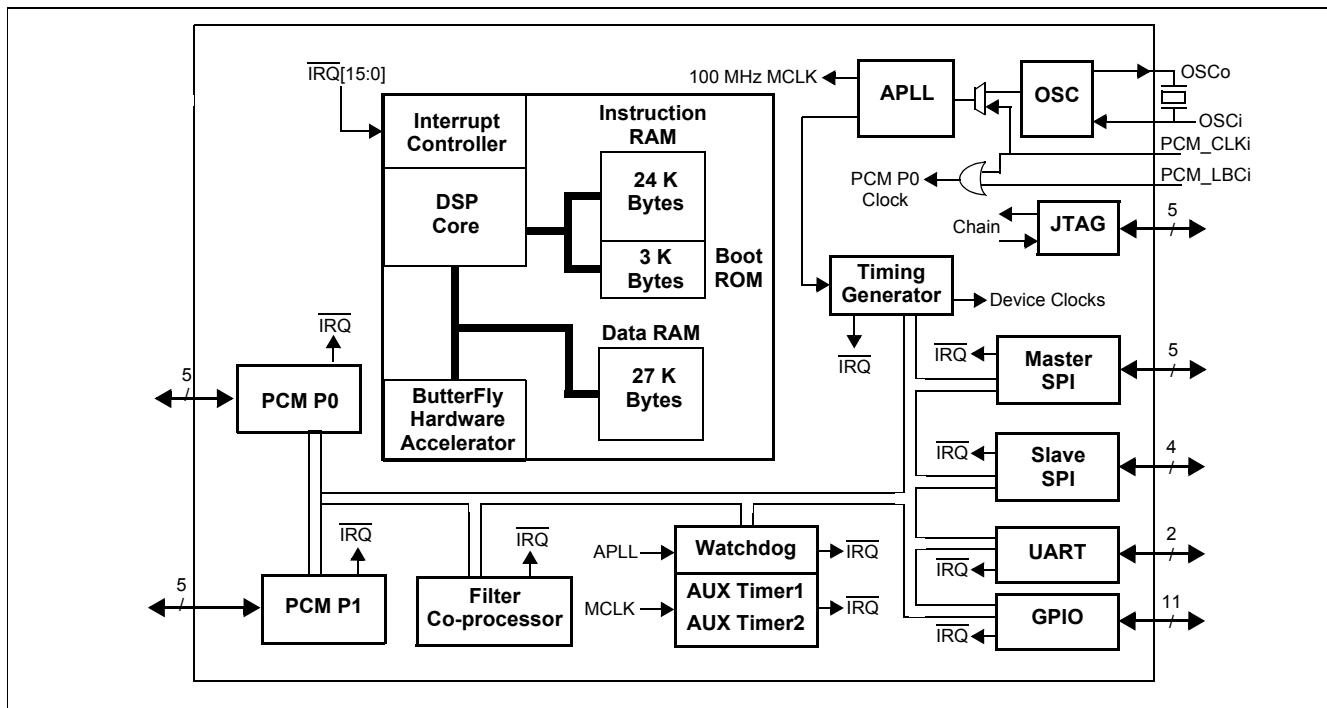 IRQ[15:0]
Interrupt
Controller
DSP
Core
Instruction
RAM
24 K
Bytes
3 K
Bytes
Boot
ROM
Data RAM
27 K
Bytes
ButterFly
Hardware
Accelerator
100 MHz MCLK
APLL
OSC
OSCo
OSCi
PCM_CLKi
PCM_LBCi
PCM P0
Clock
Chain
JTAG
5
Timing
Generator
Device Clocks
IRQ
IRQ
Master
SPI
5
IRQ
Slave
SPI
4
UART
IRQ
2
GPIO
IRQ
11
IRQ
5
PCM P0
IRQ
5
PCM P1
IRQ
Filter
Co-processor
APLL
Watchdog
IRQ
MCLK
AUX Timer1
AUX Timer2
IRQ